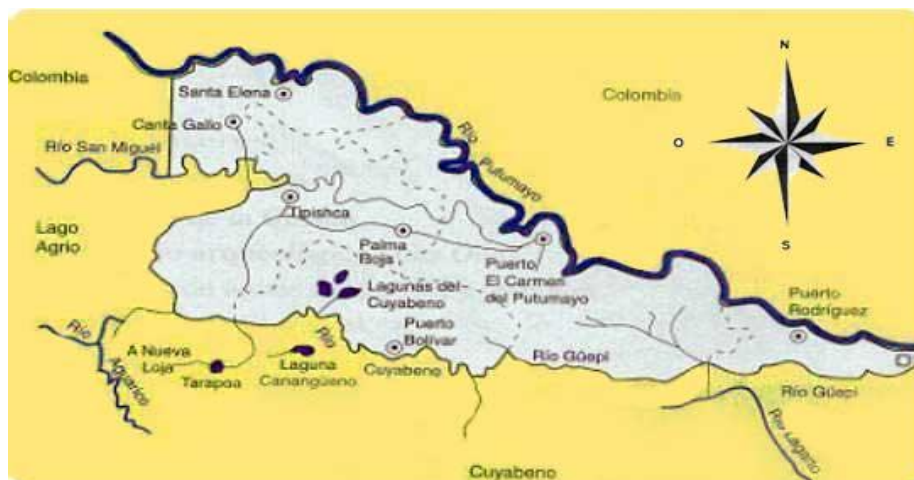 N
Colombia
Santa Elena
Colombia
Canta Gallo
Río
Putumayo
O
E
Río San Miguel
Tipishca
Lago
Agrio
Palma
Roja
S
Puerto
El Carmen
del Putumayo
Lagunas del
Cuyabeno
Puerto
Rodríguez
Río
Aguarico
Río
Puerto
Bolívar
A Nueva
Loja
Laguna
Canangüeno
Cuyabeno
Río Güepi
Tarapoa
Río Güepi
Río Lagarto
Cuyabeno